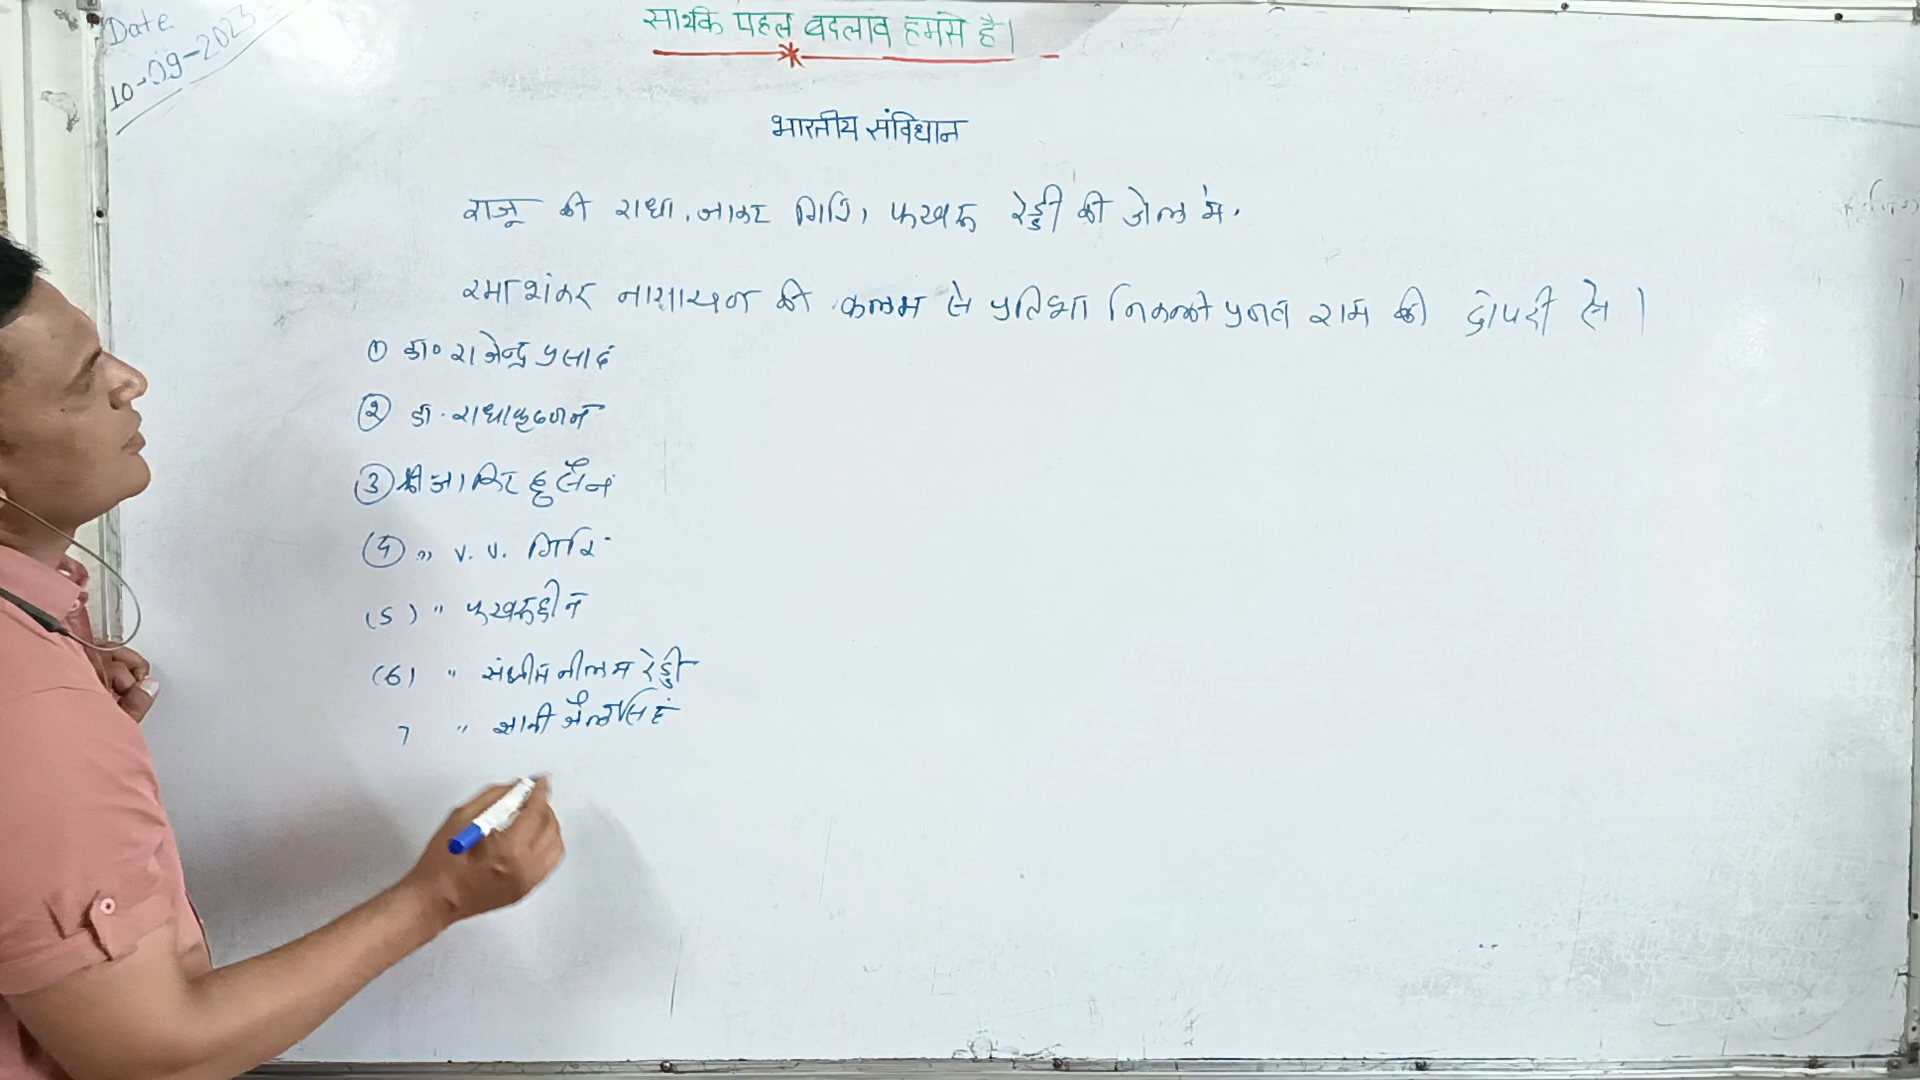 Date
10-09-2023
सार्थक पहल बदलाव हमसे है।
भारतीय संविधान
राजू की राधा, जाकर गिरि, फखरू रेड्डी की जेल में,
रमाशंकर नारायण की कलम से प्रतिभा निकली प्रणव राम की द्रोपदी से।
① डा० राजेन्द्र प्रसाद
② डा. राधाकृष्णन
③ श्री जाकिर हुसैन
④ " V. V. गिरि
(5) " फखरूद्दीन
(6) " संजीव नीलम रेड्डी
7 " ज्ञानी जैलसिंह